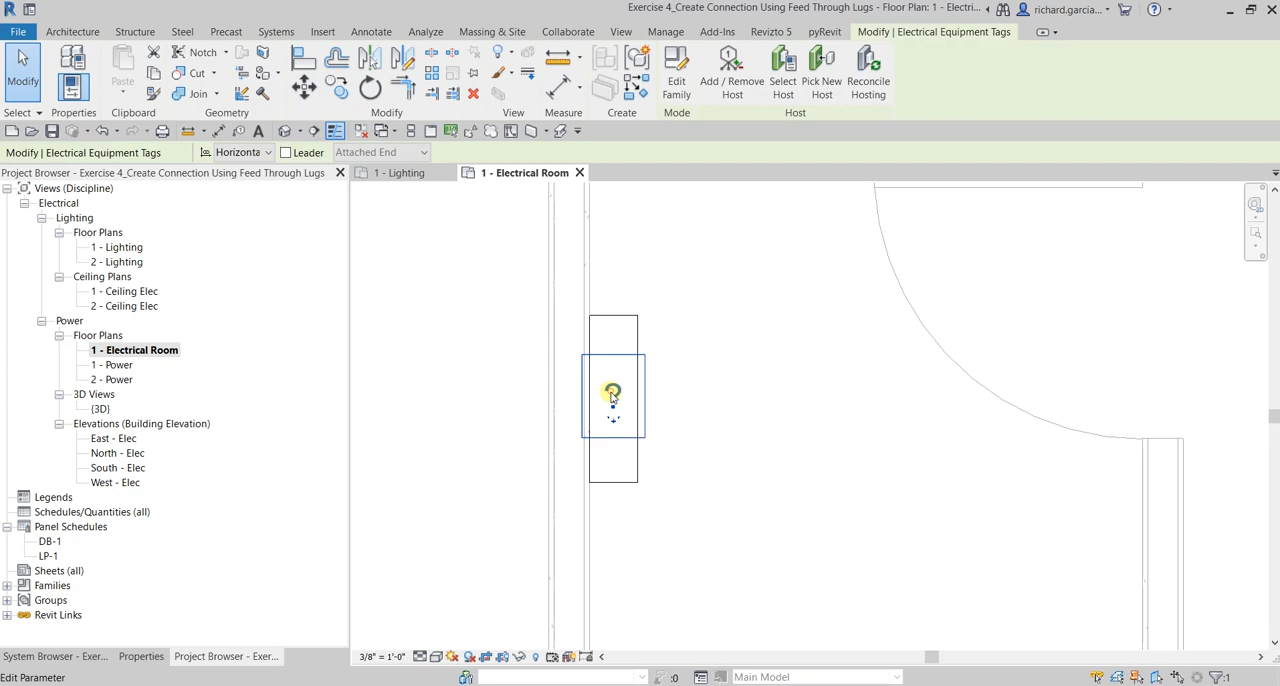 Exercise 4_Create Connection Using Feed Through Lugs - Floor Plan: 1 - Electri...
richard.garcia...
File Architecture Structure Steel Precast Systems Insert Annotate Analyze Massing & Site Collaborate View Manage Add-Ins Revizto 5 pyRevit Modify | Electrical Equipment Tags
Modify
Paste
Notch
Cut
Join
Edit Family
Add / Remove Host
Select Host
Pick New Host
Reconcile Hosting
Select Properties Clipboard Geometry Modify View Measure Create Mode Host
Modify | Electrical Equipment Tags Horizonta Leader Attached End
Project Browser - Exercise 4_Create Connection Using Feed Through Lugs
1 - Lighting
1 - Electrical Room
Views (Discipline)
Electrical
Lighting
Floor Plans
1 - Lighting
2 - Lighting
Ceiling Plans
1 - Ceiling Elec
2 - Ceiling Elec
Power
Floor Plans
1 - Electrical Room
1 - Power
2 - Power
3D Views
{3D}
Elevations (Building Elevation)
East - Elec
North - Elec
South - Elec
West - Elec
Legends
Schedules/Quantities (all)
Panel Schedules
DB-1
LP-1
Sheets (all)
Families
Groups
Revit Links
?
System Browser - Exer... Properties Project Browser - Exer...
3/8" = 1'-0"
Edit Parameter
:0
Main Model
:1